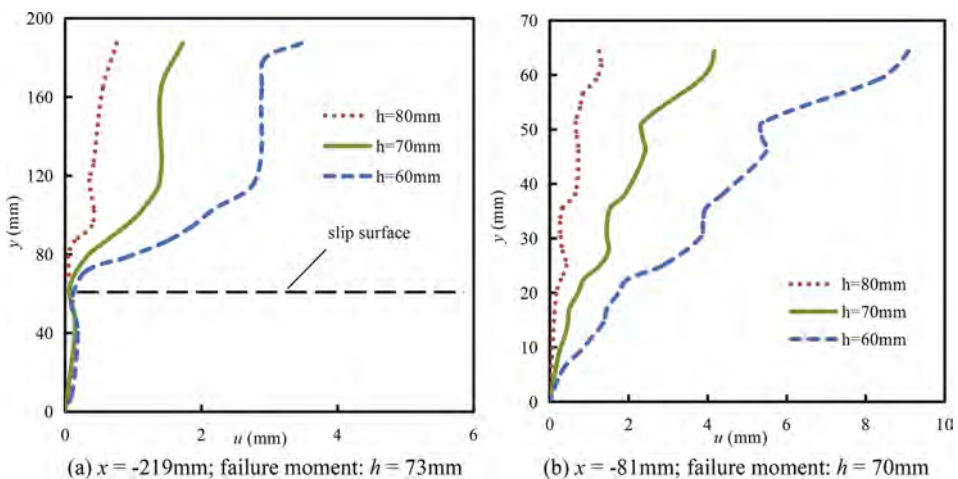 200
160
120
80
40
0
y (mm)
h=80mm
h=70mm
h=60mm
slip surface
0
2
4
6
u (mm)
(a) x = -219mm; failure moment: h = 73mm
70
60
50
40
30
20
10
0
y (mm)
h=80mm
h=70mm
h=60mm
0
2
4
6
8
10
u (mm)
(b) x = -81mm; failure moment: h = 70mm